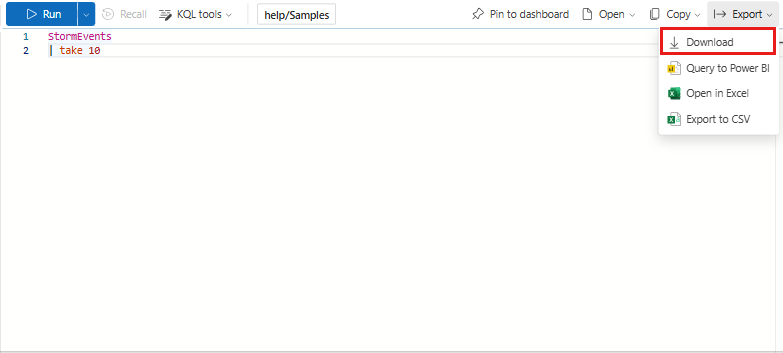 Run Recall KQL tools help/Samples Pin to dashboard Open Copy Export
1 StormEvents
2 | take 10
Download
Query to Power BI
Open in Excel
Export to CSV